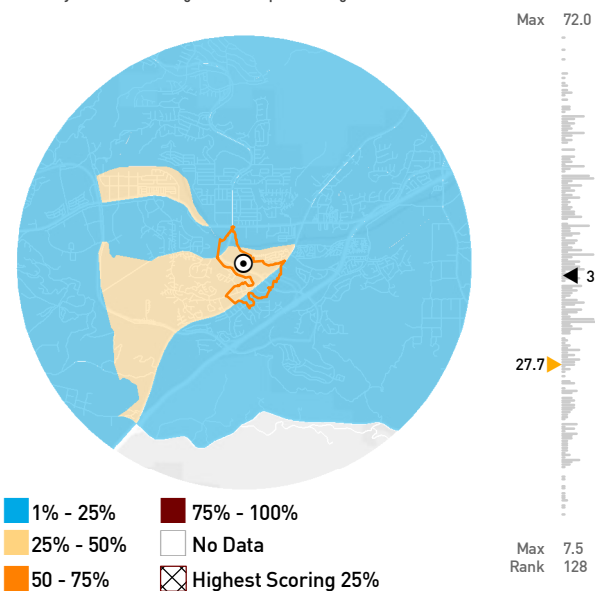 Max 72.0
3
27.7
1% - 25%
75% - 100%
25% - 50%
No Data
50 - 75%
Highest Scoring 25%
Max 7.5
Rank 128